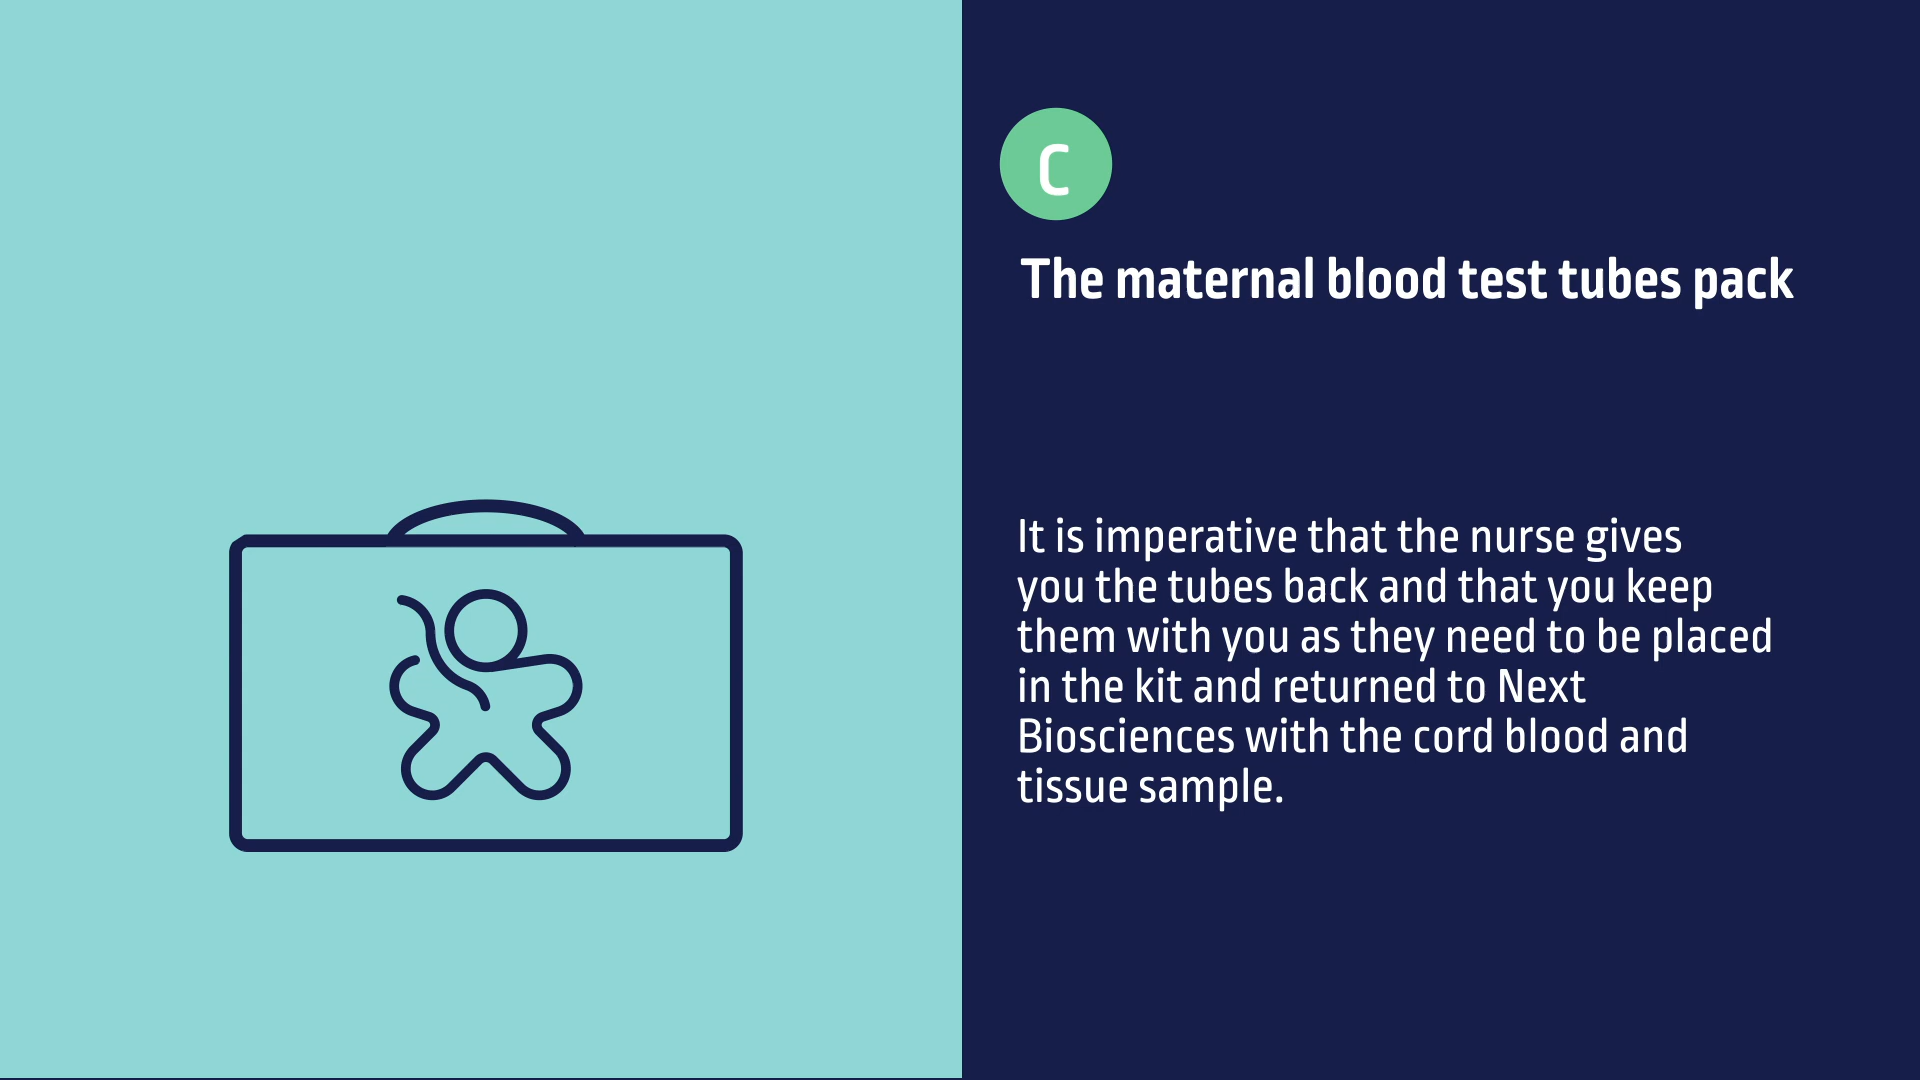 C
The maternal blood test tubes pack
It is imperative that the nurse gives
you the tubes back and that you keep
them with you as they need to be placed
in the kit and returned to Next
Biosciences with the cord blood and
tissue sample.